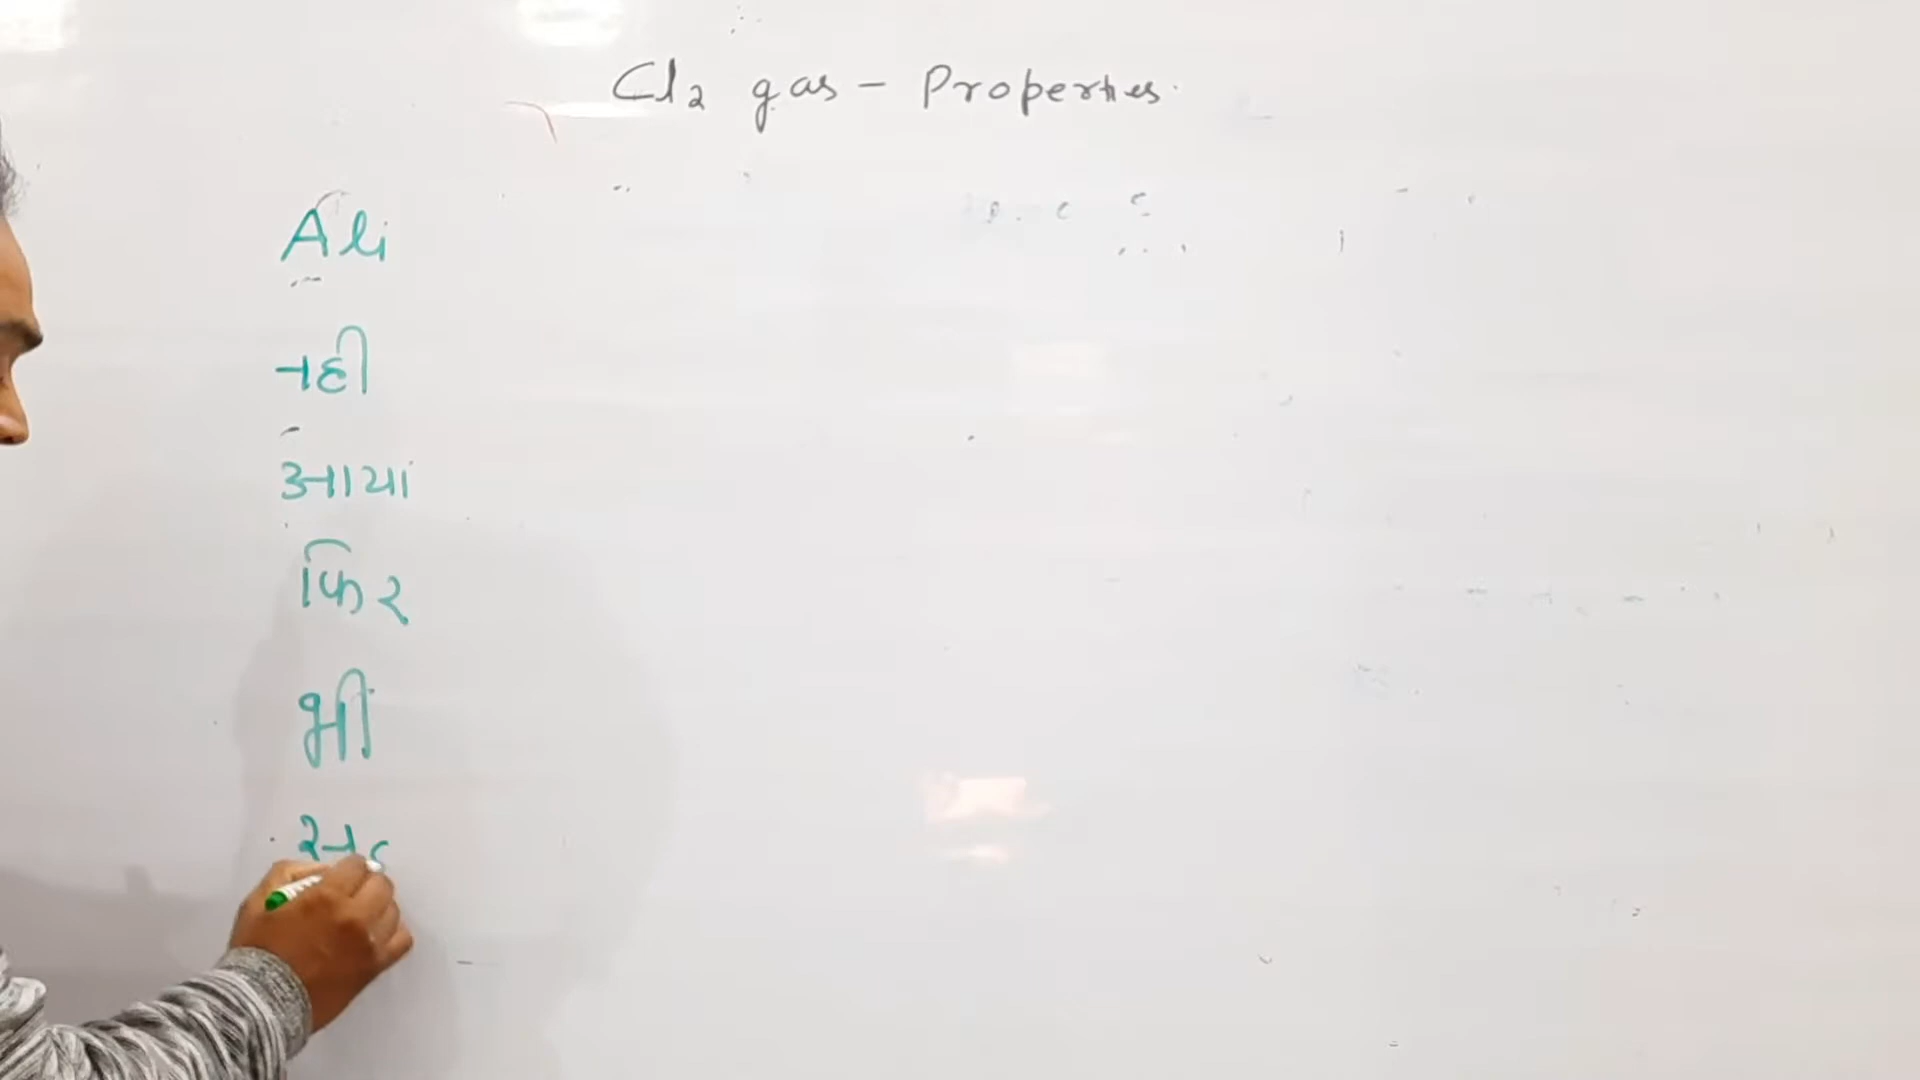 Cl₂ gas - Properties
Ali
नही
आया
फिर
भी